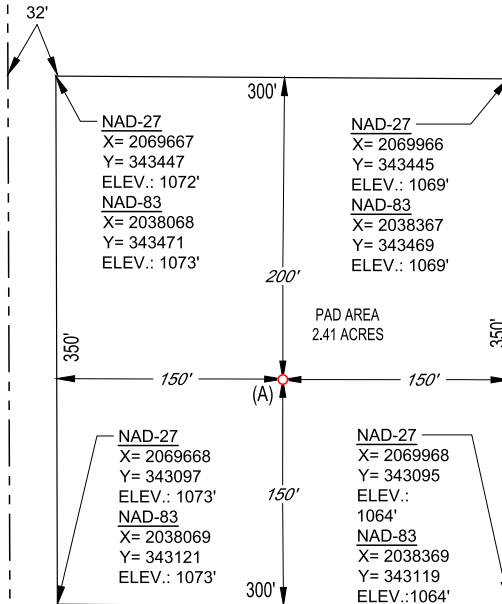 32'
300'
NAD-27
X= 2069667
Y= 343447
ELEV.: 1072'
NAD-83
X= 2038068
Y= 343471
ELEV.: 1073'
NAD-27
X= 2069966
Y= 343445
ELEV.: 1069'
NAD-83
X= 2038367
Y= 343469
ELEV.: 1069'
200'
PAD AREA
2.41 ACRES
350'
350'
150'
(A)
150'
NAD-27
X= 2069668
Y= 343097
ELEV.: 1073'
NAD-83
X= 2038069
Y= 343121
ELEV.: 1073'
150'
NAD-27
X= 2069968
Y= 343095
ELEV.:
1064'
NAD-83
X= 2038369
Y= 343119
ELEV.:1064'
300'